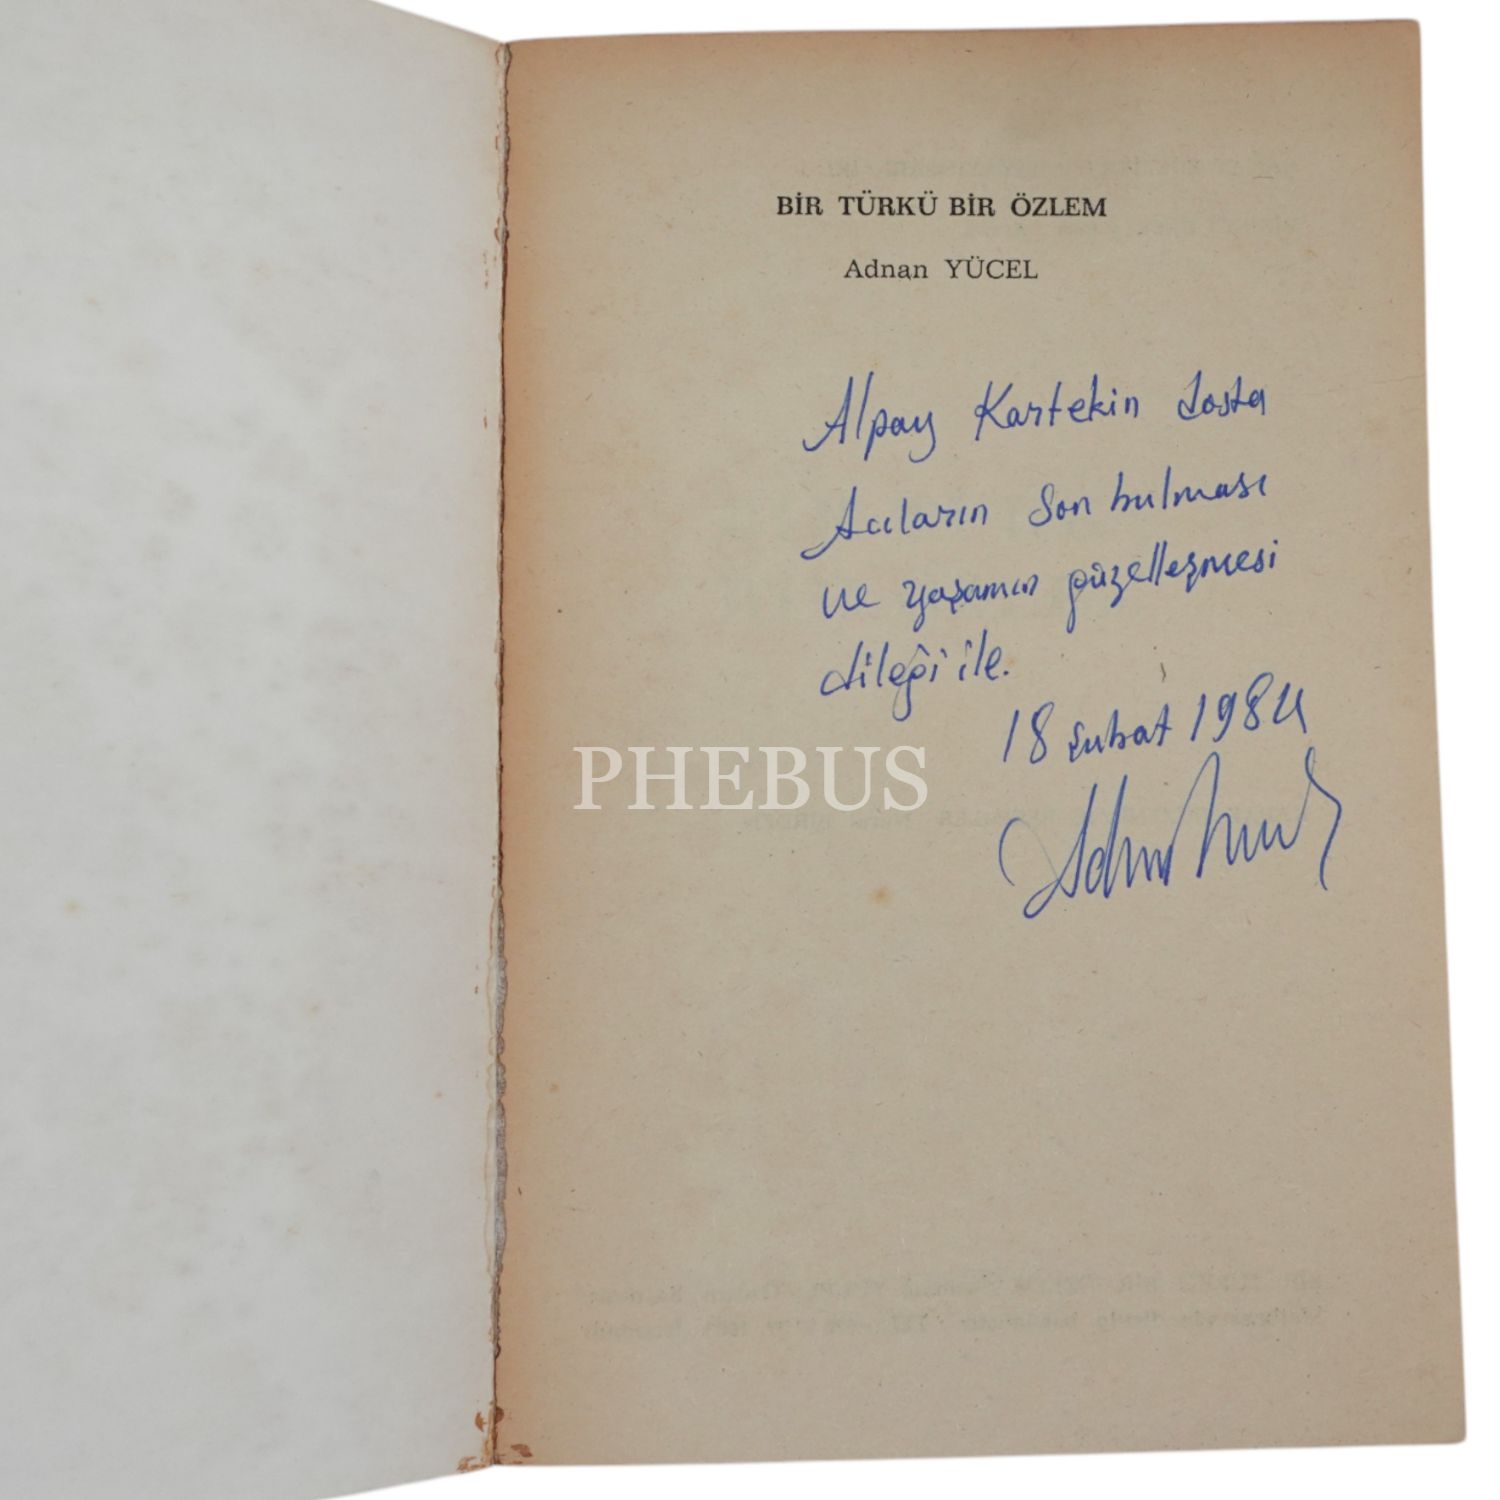 BİR TÜRKÜ BİR ÖZLEM
Adnan YÜCEL
Alpay Kartekin dosta
Acıların son bulması
ve yaşamın güzelleşmesi
dileği ile.
18 Şubat 1984
PHEBUS